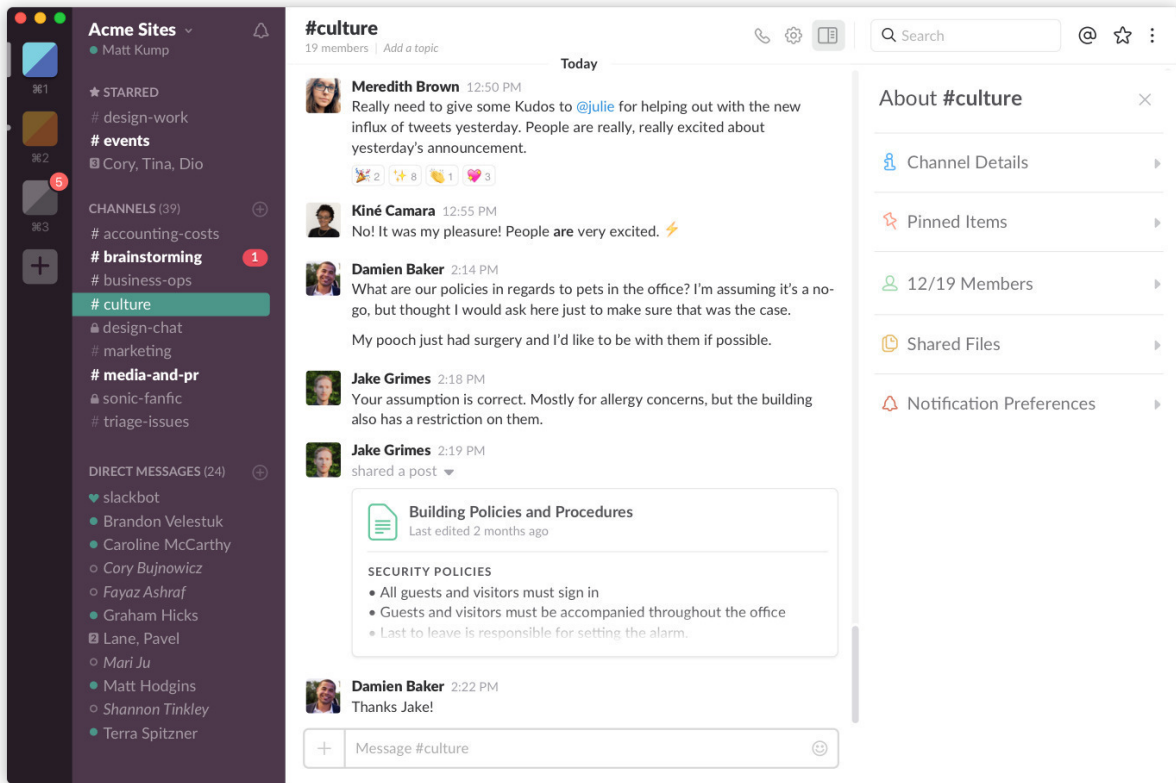 Acme Sites
Matt Kump
⌘1
⌘2
5
⌘3
★ STARRED
# design-work
# events
3 Cory, Tina, Dio
CHANNELS (39)
# accounting-costs
# brainstorming 1
# business-ops
# culture
design-chat
# marketing
# media-and-pr
sonic-fanfic
# triage-issues
DIRECT MESSAGES (24)
slackbot
Brandon Velestuk
Caroline McCarthy
Cory Bujnowicz
Fayaz Ashraf
Graham Hicks
2 Lane, Pavel
Mari Ju
Matt Hodgins
Shannon Tinkley
Terra Spitzner
#culture
19 members | Add a topic
Search
Today
Meredith Brown 12:50 PM
Really need to give some Kudos to @julie for helping out with the new
influx of tweets yesterday. People are really, really excited about
yesterday's announcement.
2 8 1 3
Kiné Camara 12:55 PM
No! It was my pleasure! People are very excited. ⚡
Damien Baker 2:14 PM
What are our policies in regards to pets in the office? I'm assuming it's a no-
go, but thought I would ask here just to make sure that was the case.
My pooch just had surgery and I'd like to be with them if possible.
Jake Grimes 2:18 PM
Your assumption is correct. Mostly for allergy concerns, but the building
also has a restriction on them.
Jake Grimes 2:19 PM
shared a post
Building Policies and Procedures
Last edited 2 months ago
SECURITY POLICIES
• All guests and visitors must sign in
• Guests and visitors must be accompanied throughout the office
• Last to leave is responsible for setting the alarm.
Damien Baker 2:22 PM
Thanks Jake!
Message #culture
About #culture
Channel Details
Pinned Items
12/19 Members
Shared Files
Notification Preferences